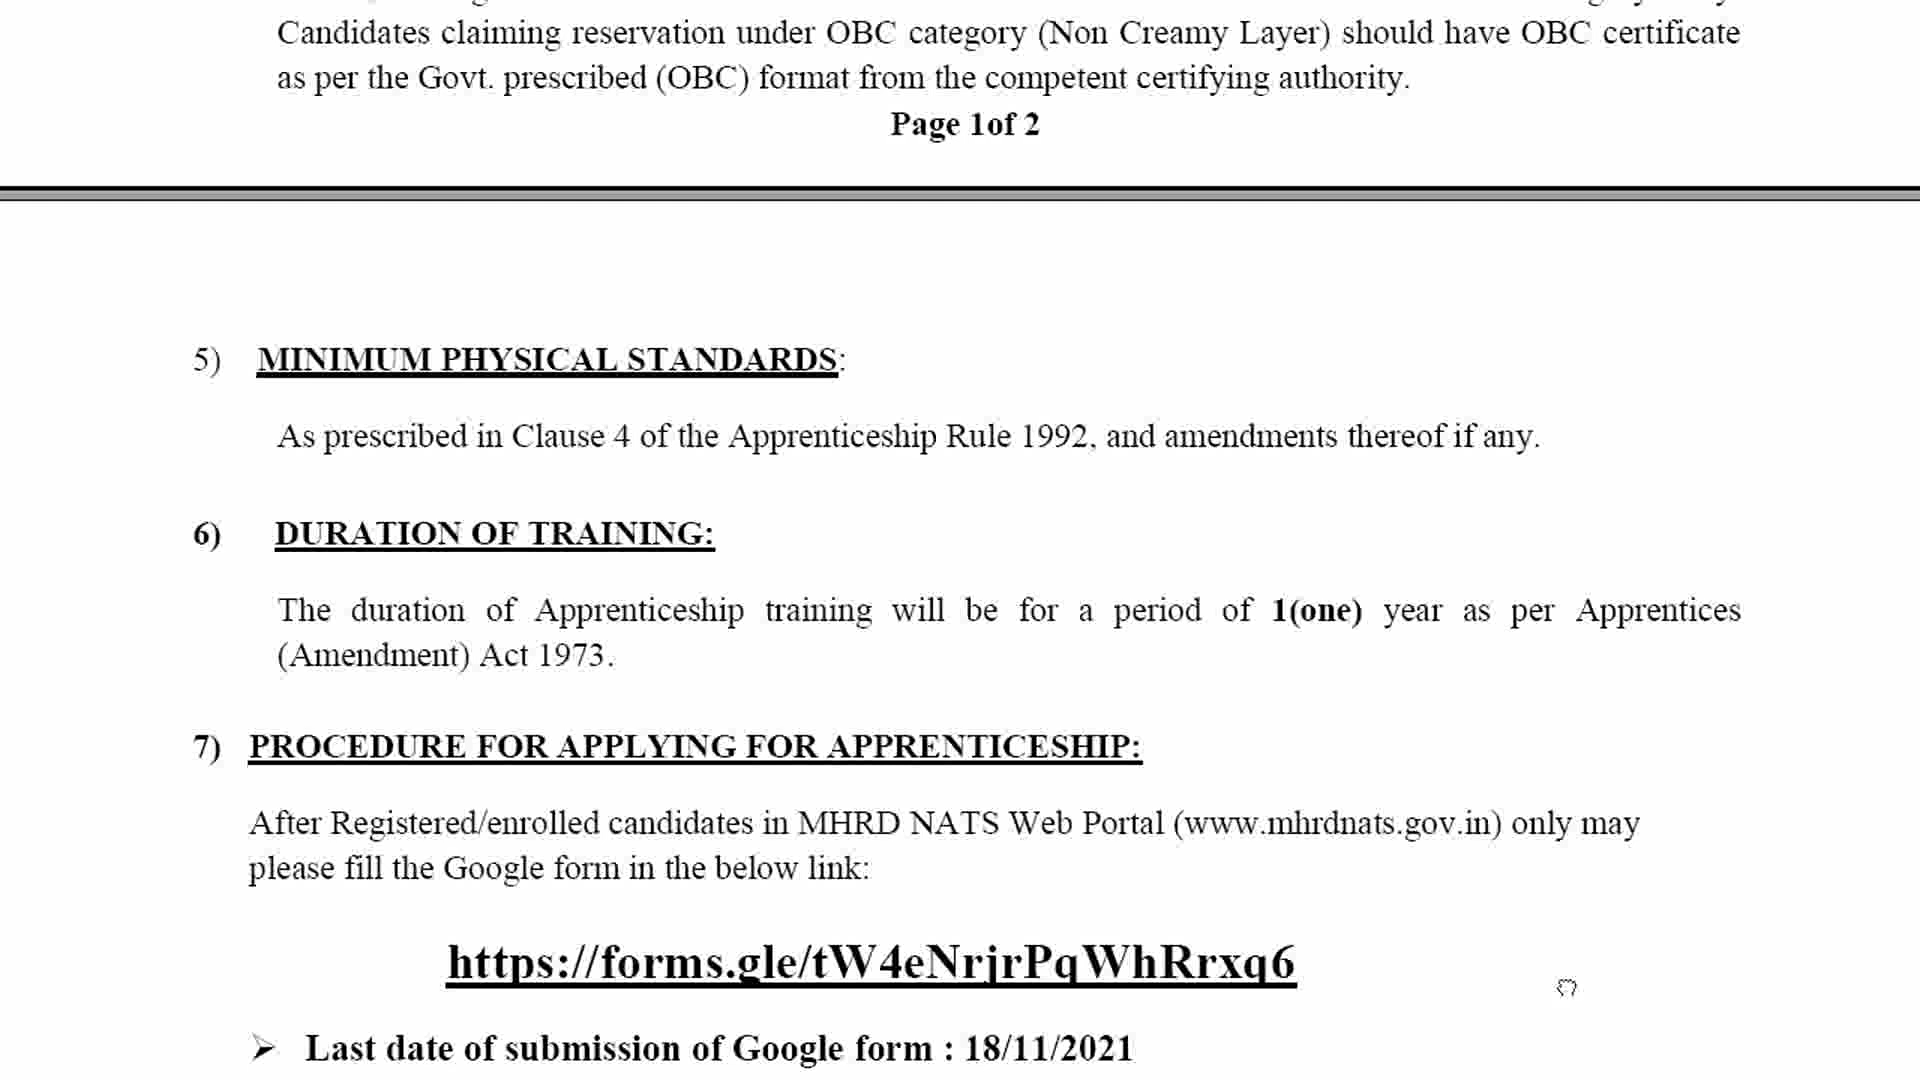 Candidates claiming reservation under OBC category (Non Creamy Layer) should have OBC certificate
as per the Govt. prescribed (OBC) format from the competent certifying authority.
Page 1of 2
5) MINIMUM PHYSICAL STANDARDS:
As prescribed in Clause 4 of the Apprenticeship Rule 1992, and amendments thereof if any.
6) DURATION OF TRAINING:
The duration of Apprenticeship training will be for a period of 1(one) year as per Apprentices
(Amendment) Act 1973.
7) PROCEDURE FOR APPLYING FOR APPRENTICESHIP:
After Registered/enrolled candidates in MHRD NATS Web Portal (www.mhrdnats.gov.in) only may
please fill the Google form in the below link:
https://forms.gle/tW4eNrjrPqWhRrxq6
➢ Last date of submission of Google form : 18/11/2021